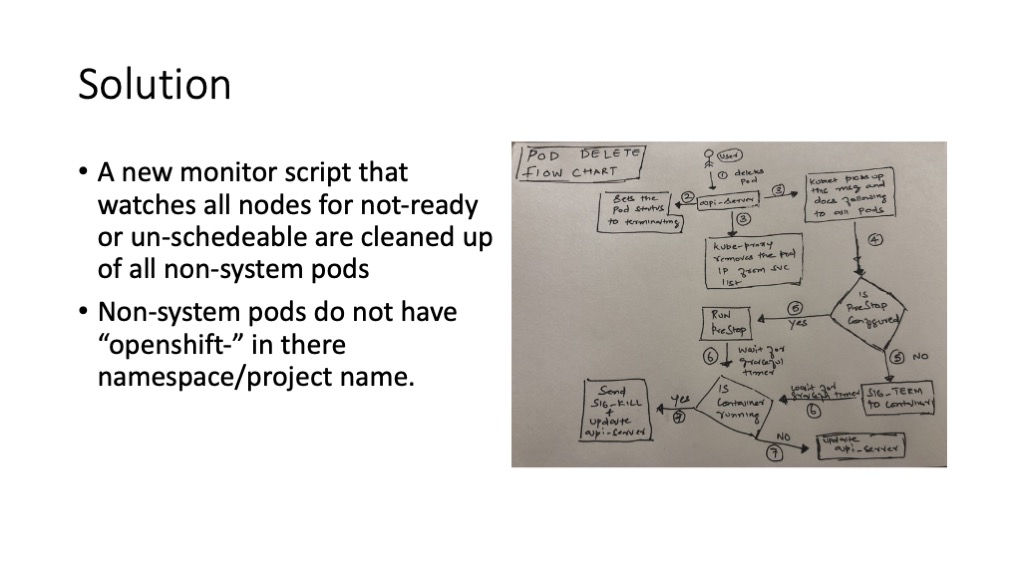 Solution
• A new monitor script that
watches all nodes for not-ready
or un-schedeable are cleaned up
of all non-system pods
• Non-system pods do not have
“openshift-” in there
namespace/project name.
POD DELETE
FLOW CHART
User
① deletes
Pod
Sets the
Pod status
to terminating
②
api-server
③
Kubelet picks up
the msg and
does following
to all Pods
③
Kube-proxy
removes the pod
IP from svc
list
④
Is
PreStop
Configured
⑤
yes
RUN
PreStop
⑤ NO
⑥
wait for
graceful
timer
SIG-TERM
to container
wait for
graceful timer
⑥
Is
Container
running
yes
⑦
Send
SIG-KILL
+
update
api-server
NO
⑦
update
api-server